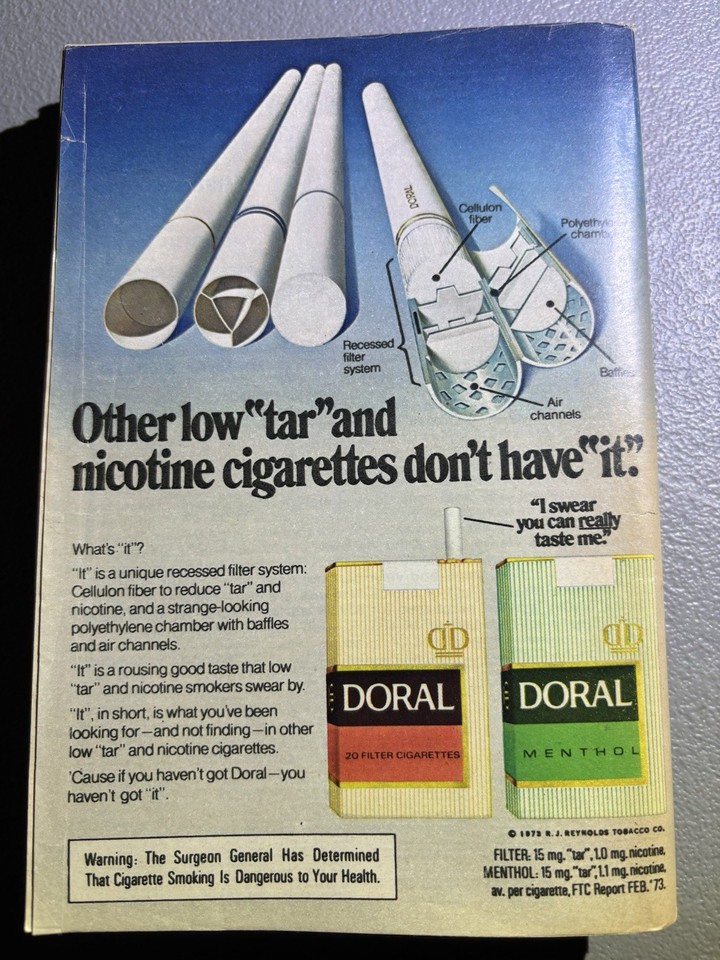 DORAL
Cellulon
fiber
Recessed
filter
system
Baffles
Air
channels
Other low "tar" and
nicotine cigarettes don't have "it".
"I swear
you can really
taste me."
What's "it"?
"It" is a unique recessed filter system:
Cellulon fiber to reduce "tar" and
nicotine, and a strange-looking
polyethylene chamber with baffles
and air channels.
"It" is a rousing good taste that low
"tar" and nicotine smokers swear by.
"It", in short, is what you've been
looking for—and not finding—in other
low "tar" and nicotine cigarettes.
'Cause if you haven't got Doral—you
haven't got "it".
DORAL
20 FILTER CIGARETTES
DORAL
MENTHOL
© 1973 R. J. REYNOLDS TOBACCO CO.
Warning: The Surgeon General Has Determined
That Cigarette Smoking Is Dangerous to Your Health.
FILTER: 15 mg. "tar", 1.0 mg. nicotine,
MENTHOL: 15 mg. "tar", 1.1 mg. nicotine,
av. per cigarette, FTC Report FEB. '73.